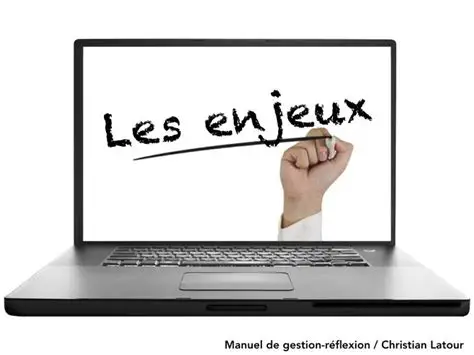 Les enjeux
Manuel de gestion-réflexion / Christian Latour